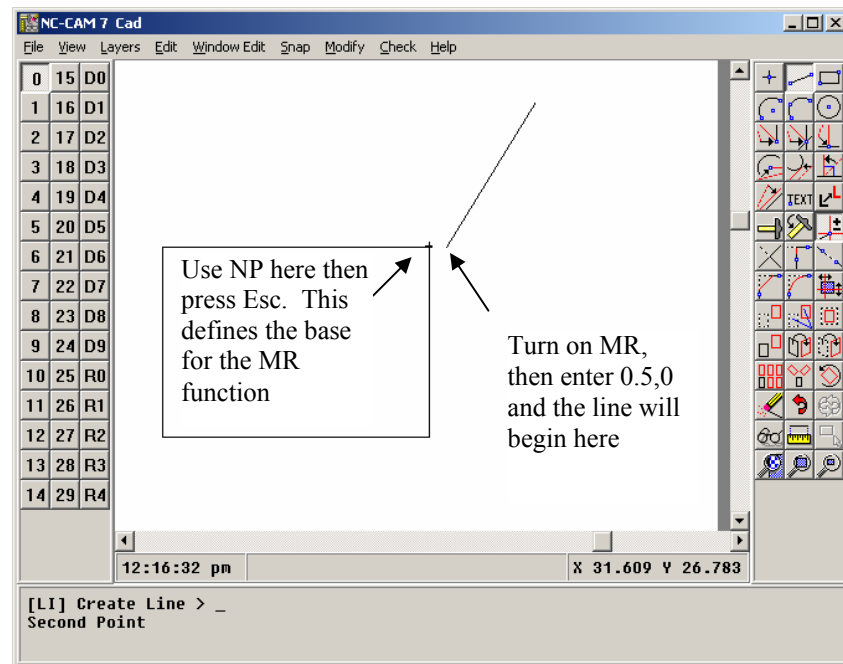 NC-CAM 7 Cad
File View Layers Edit Window Edit Snap Modify Check Help
0 15 D0
1 16 D1
2 17 D2
3 18 D3
4 19 D4
5 20 D5
6 21 D6
7 22 D7
8 23 D8
9 24 D9
10 25 R0
11 26 R1
12 27 R2
13 28 R3
14 29 R4
TEXT
Use NP here then
press Esc. This
defines the base
for the MR
function
Turn on MR,
then enter 0.5,0
and the line will
begin here
12:16:32 pm
X 31.609 Y 26.783
[LI] Create Line > _
Second Point